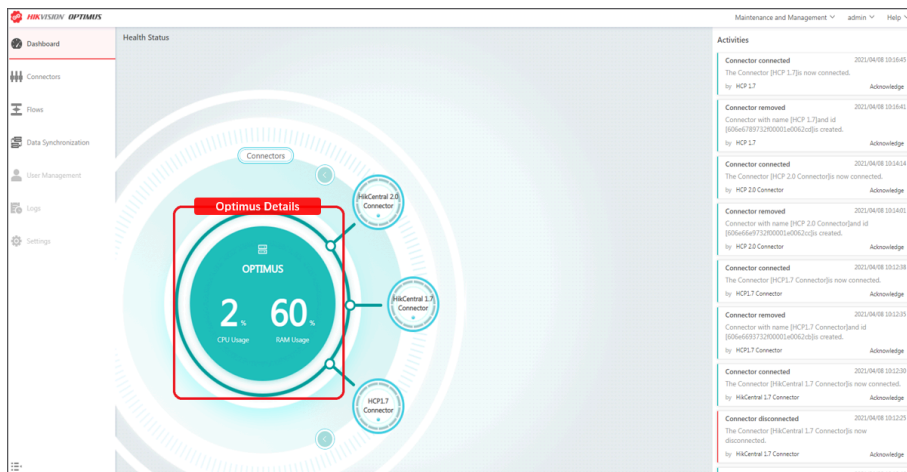 HIKVISION OPTIMUS
Maintenance and Management
admin
Help
Dashboard
Connectors
Flows
Data Synchronization
User Management
Logs
Settings
Health Status
Connectors
HikCentral 2.0
Connector
Optimus Details
OPTIMUS
2 %
60 %
CPU Usage
RAM Usage
HikCentral 1.7
Connector
HCP1.7
Connector
Activities
Connector connected 2021/04/08 10:16:45
The Connector [HCP 1.7]is now connected.
by HCP 1.7 Acknowledge
Connector removed 2021/04/08 10:16:41
Connector with name [HCP 1.7]and id
[606e6789732f00001e0062cd]is created.
by HCP 1.7 Acknowledge
Connector connected 2021/04/08 10:14:14
The Connector [HCP 2.0 Connector]is now connected.
by HCP 2.0 Connector Acknowledge
Connector removed 2021/04/08 10:14:01
Connector with name [HCP 2.0 Connector]and id
[606e66e9732f00001e0062cc]is created.
by HCP 2.0 Connector Acknowledge
Connector connected 2021/04/08 10:12:38
The Connector [HCP1.7 Connector]is now connected.
by HCP1.7 Connector Acknowledge
Connector removed 2021/04/08 10:12:35
Connector with name [HCP1.7 Connector]and id
[606e6693732f00001e0062cb]is created.
by HCP1.7 Connector Acknowledge
Connector connected 2021/04/08 10:12:30
The Connector [HikCentral 1.7 Connector]is now connected.
by HikCentral 1.7 Connector Acknowledge
Connector disconnected 2021/04/08 10:12:25
The Connector [HikCentral 1.7 Connector]is now
disconnected.
by HikCentral 1.7 Connector Acknowledge